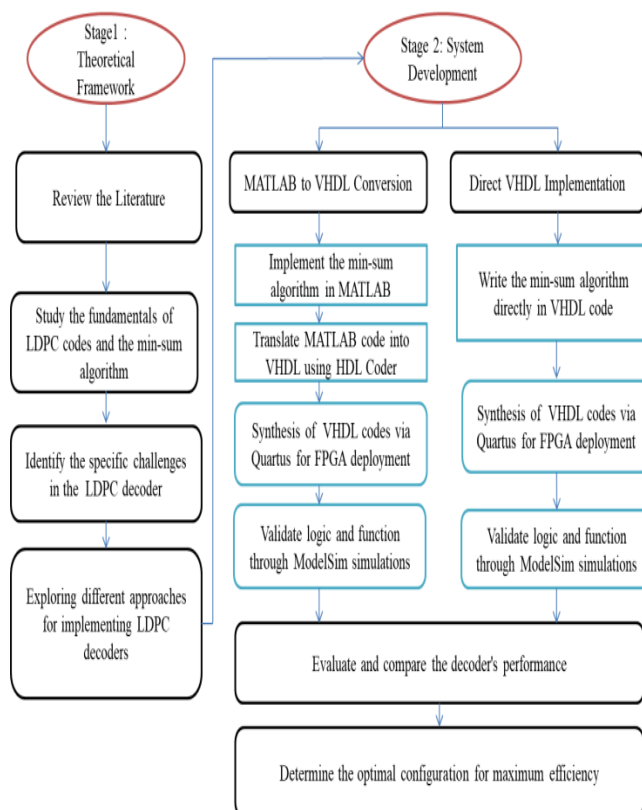 Stage1 :
Theoretical
Framework
Review the Literature
Study the fundamentals of
LDPC codes and the min-sum
algorithm
Identify the specific challenges
in the LDPC decoder
Exploring different approaches
for implementing LDPC
decoders
Stage 2: System
Development
MATLAB to VHDL Conversion
Implement the min-sum
algorithm in MATLAB
Translate MATLAB code into
VHDL using HDL Coder
Synthesis of VHDL codes via
Quartus for FPGA deployment
Validate logic and function
through ModelSim simulations
Direct VHDL Implementation
Write the min-sum algorithm
directly in VHDL code
Synthesis of VHDL codes via
Quartus for FPGA deployment
Validate logic and function
through ModelSim simulations
Evaluate and compare the decoder's performance
Determine the optimal configuration for maximum efficiency